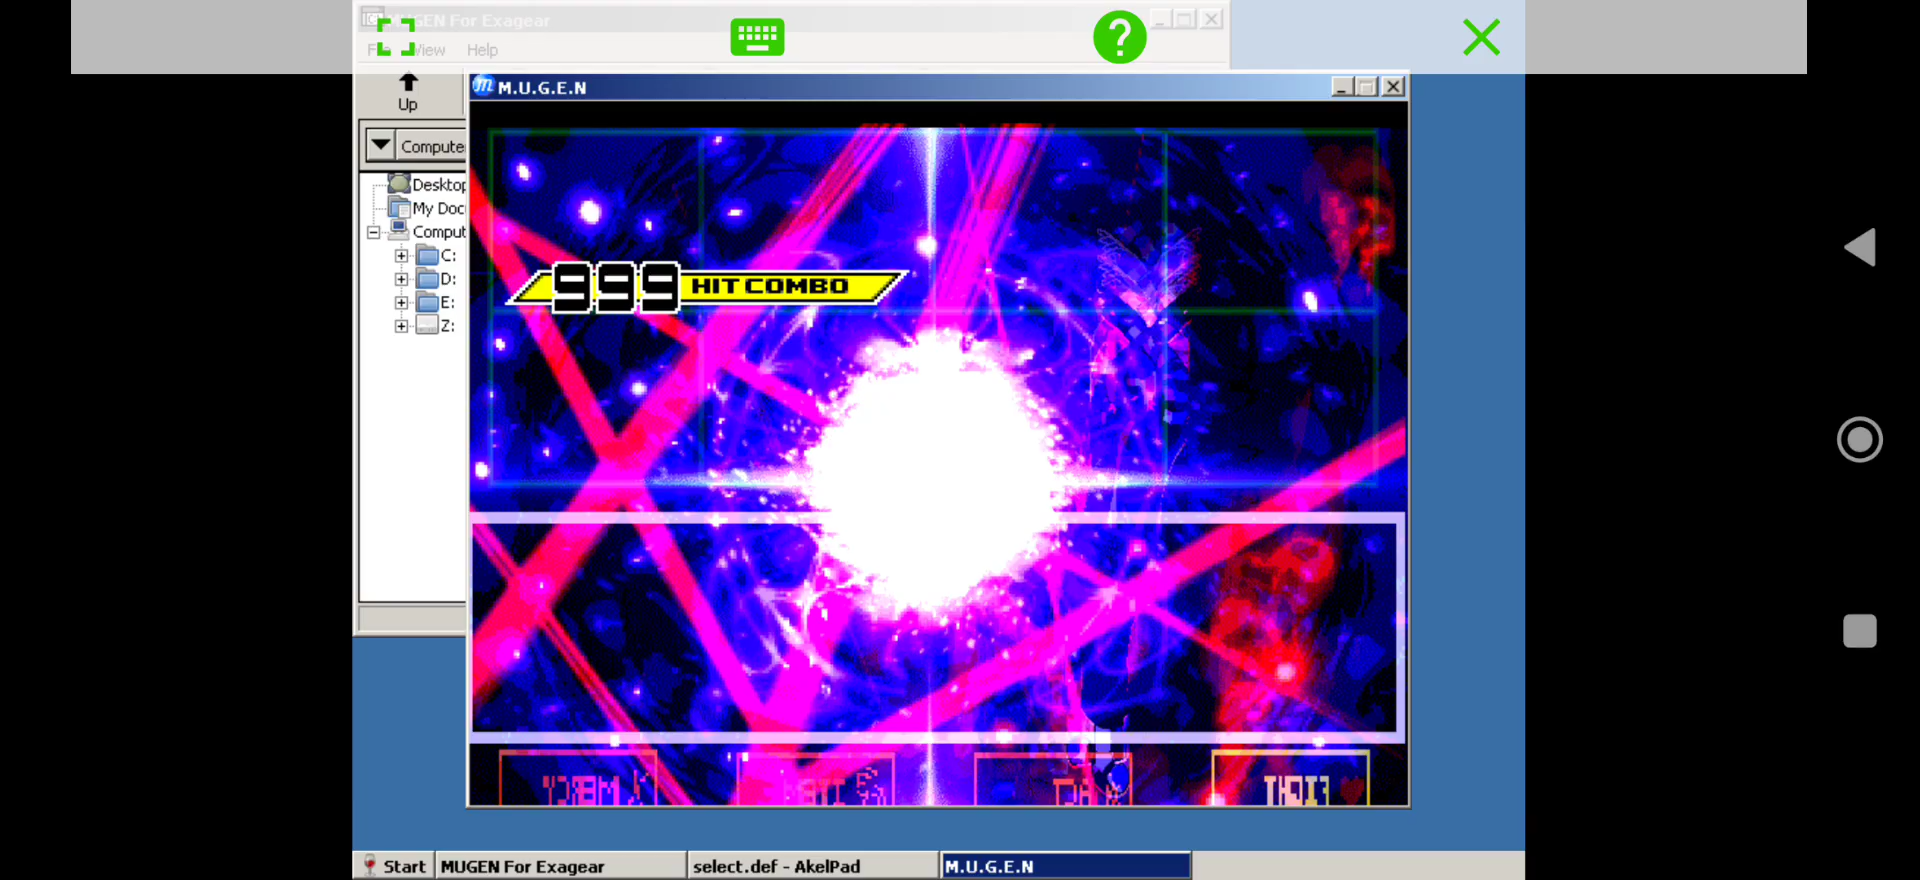 MUGEN For Exagear
File View Help
Up
M.U.G.E.N
Compute
Desktop
My Doc
Comput
C:
D:
E:
Z:
999 HIT COMBO
Start MUGEN For Exagear select.def - AkelPad M.U.G.E.N